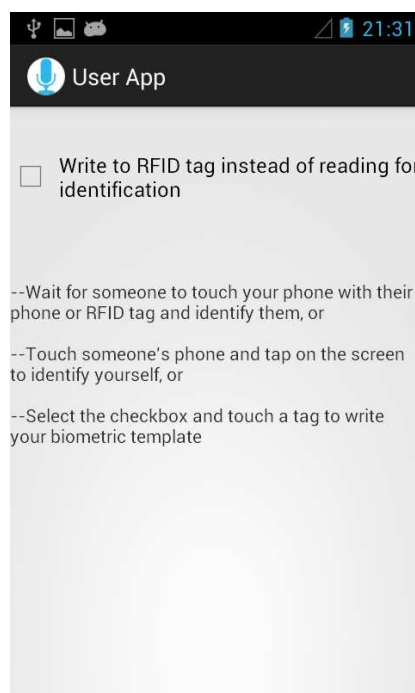 21:31
User App
Write to RFID tag instead of reading for
identification
--Wait for someone to touch your phone with their
phone or RFID tag and identify them, or
--Touch someone's phone and tap on the screen
to identify yourself, or
--Select the checkbox and touch a tag to write
your biometric template